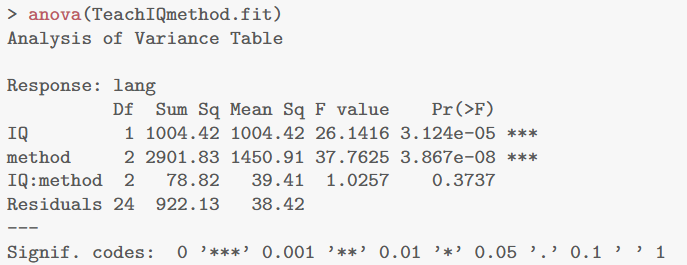 > anova(TeachIQmethod.fit)
Analysis of Variance Table
Response: lang
Df Sum Sq Mean Sq F value Pr(>F)
IQ 1 1004.42 1004.42 26.1416 3.124e-05 ***
method 2 2901.83 1450.91 37.7625 3.867e-08 ***
IQ:method 2 78.82 39.41 1.0257 0.3737
Residuals 24 922.13 38.42
---
Signif. codes: 0 ’***’ 0.001 ’**’ 0.01 ’*’ 0.05 ’.’ 0.1 ’ ’ 1